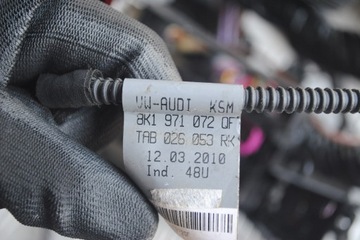 VW-AUDI KSM
8K1 971 072 QF
TAB 026 053 RK
12.03.2010
Ind. 48U